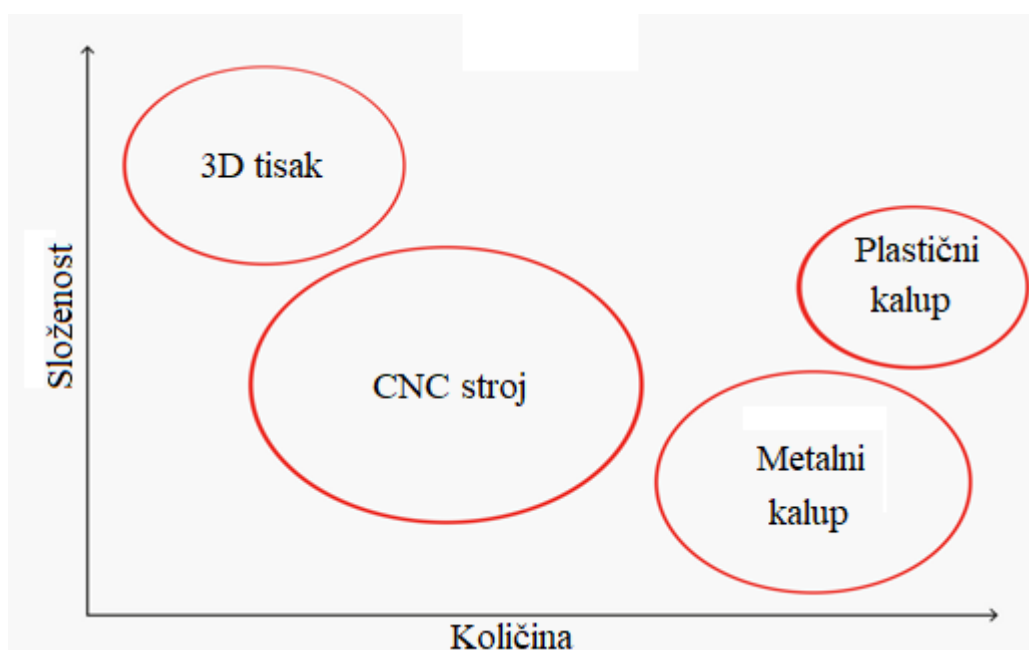 3D tisak
Plastični
kalup
Složenost
CNC stroj
Metalni
kalup
Količina